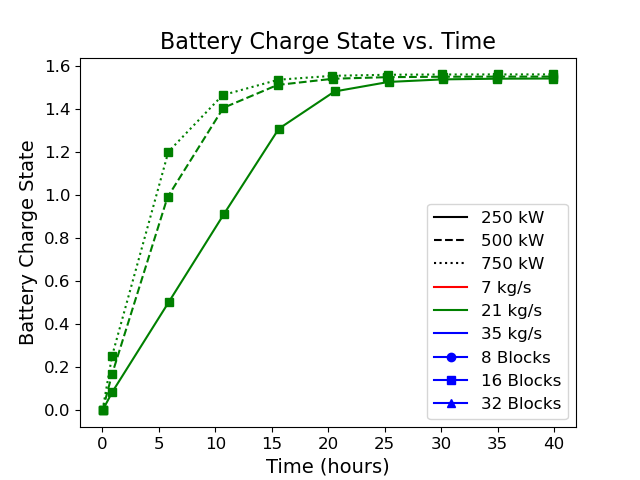 Battery Charge State vs. Time
Battery Charge State
1.6
1.4
1.2
1.0
0.8
0.6
0.4
0.2
0.0
250 kW
500 kW
750 kW
7 kg/s
21 kg/s
35 kg/s
8 Blocks
16 Blocks
32 Blocks
0 5 10 15 20 25 30 35 40
Time (hours)